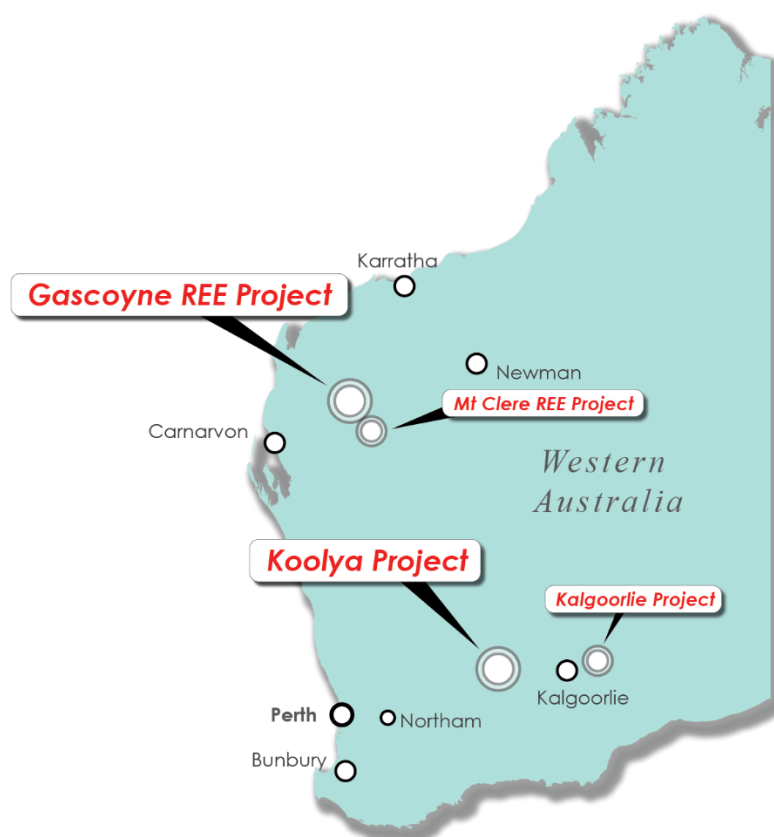 Karratha
Gascoyne REE Project
Newman
Mt Clere REE Project
Carnarvon
Western
Australia
Koolya Project
Kalgoorlie Project
Kalgoorlie
Perth
Northam
Bunbury